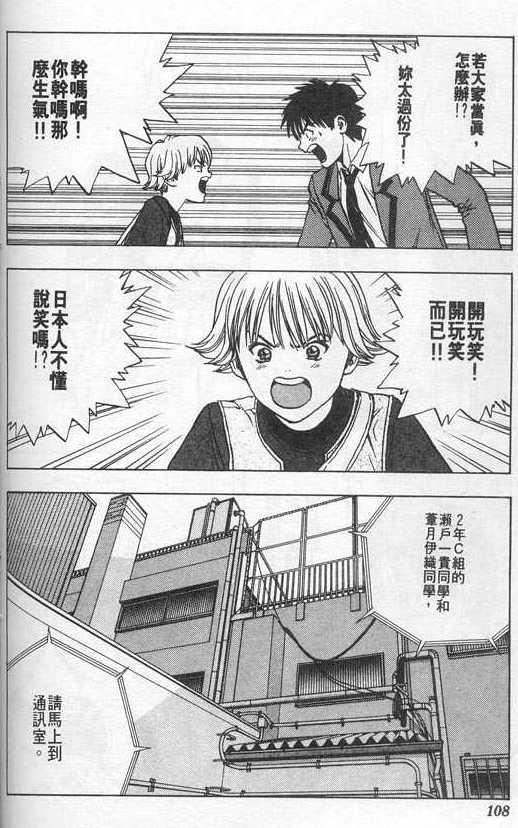 若大家當真,
怎麼辦!?
妳太過份了!
幹嗎啊!
你幹嗎那
麼生氣!!
開玩笑!
開玩笑
而已!!
日本人不懂
說笑嗎!?
2年C組的
瀨戶一貴同學和
葦月伊織同學,
請馬上到
通訊室。
108